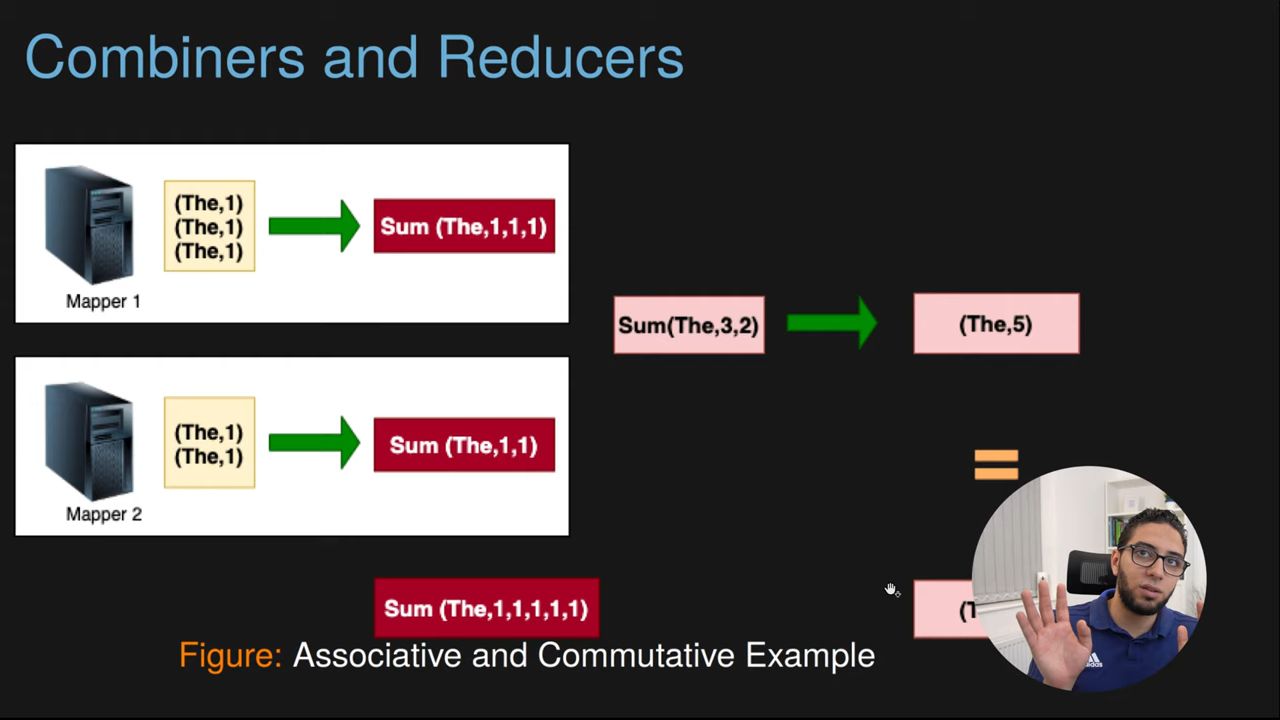 Combiners and Reducers
(The,1)
(The,1)
(The,1)
Sum (The,1,1,1)
Mapper 1
Sum(The,3,2)
(The,5)
(The,1)
(The,1)
Sum (The,1,1)
Mapper 2
Sum (The,1,1,1,1,1)
Figure: Associative and Commutative Example
adidas